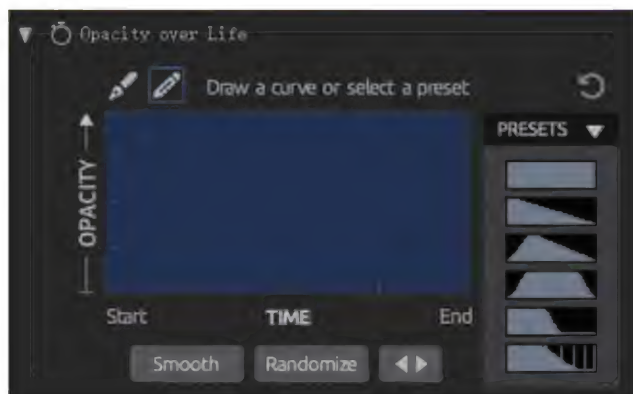 Opacity over Life
Draw a curve or select a preset
PRESETS
OPACITY
Start TIME End
Smooth Randomize